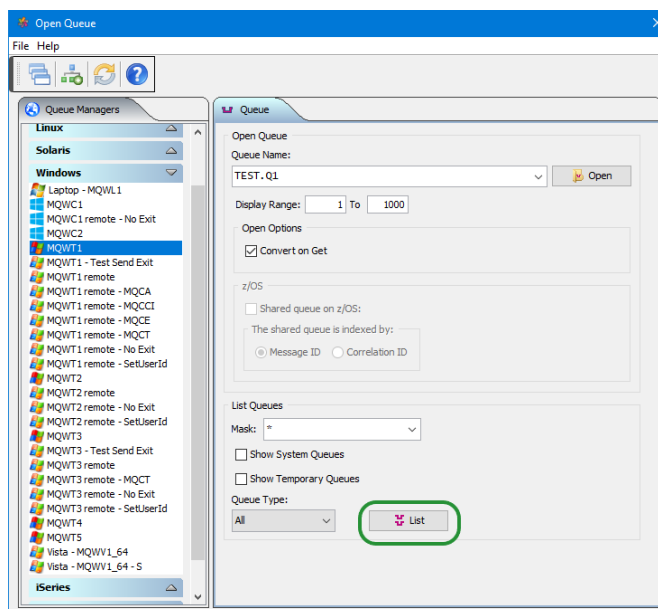 Open Queue
File Help
Queue Managers
Linux
Solaris
Windows
Laptop - MQWL1
MQWC1
MQWC1 remote - No Exit
MQWC2
MQWT1
MQWT1 - Test Send Exit
MQWT1 remote
MQWT1 remote - MQCA
MQWT1 remote - MQCCI
MQWT1 remote - MQCE
MQWT1 remote - MQCT
MQWT1 remote - No Exit
MQWT1 remote - SetUserId
MQWT2
MQWT2 remote
MQWT2 remote - No Exit
MQWT2 remote - SetUserId
MQWT3
MQWT3 - Test Send Exit
MQWT3 remote
MQWT3 remote - MQCT
MQWT3 remote - No Exit
MQWT3 remote - SetUserId
MQWT4
MQWT5
Vista - MQWV1_64
Vista - MQWV1_64 - S
iSeries
Queue
Open Queue
Queue Name:
TEST.Q1 Open
Display Range: 1 To 1000
Open Options
Convert on Get
z/OS
Shared queue on z/OS:
The shared queue is indexed by:
Message ID Correlation ID
List Queues
Mask: *
Show System Queues
Show Temporary Queues
Queue Type:
All List